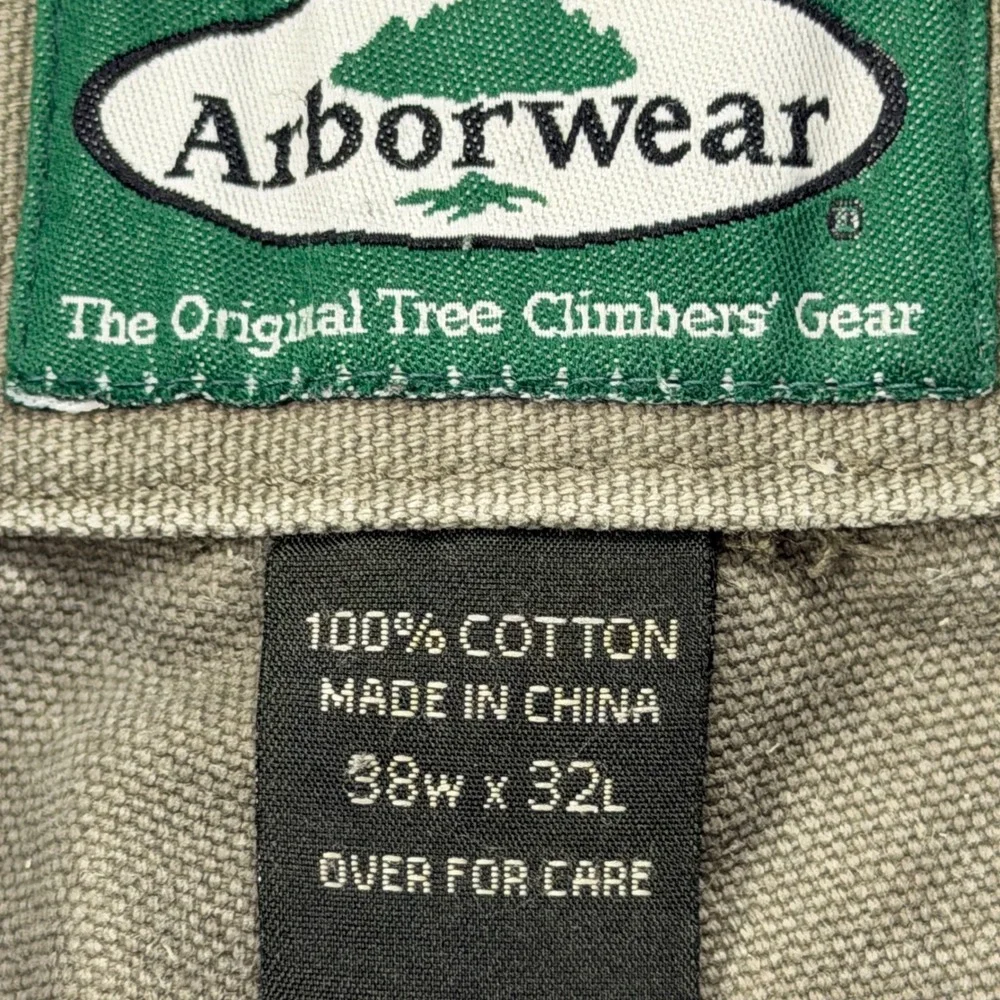 Arborwear
®
The Original Tree Climbers' Gear
100% COTTON
MADE IN CHINA
38W X 32L
OVER FOR CARE